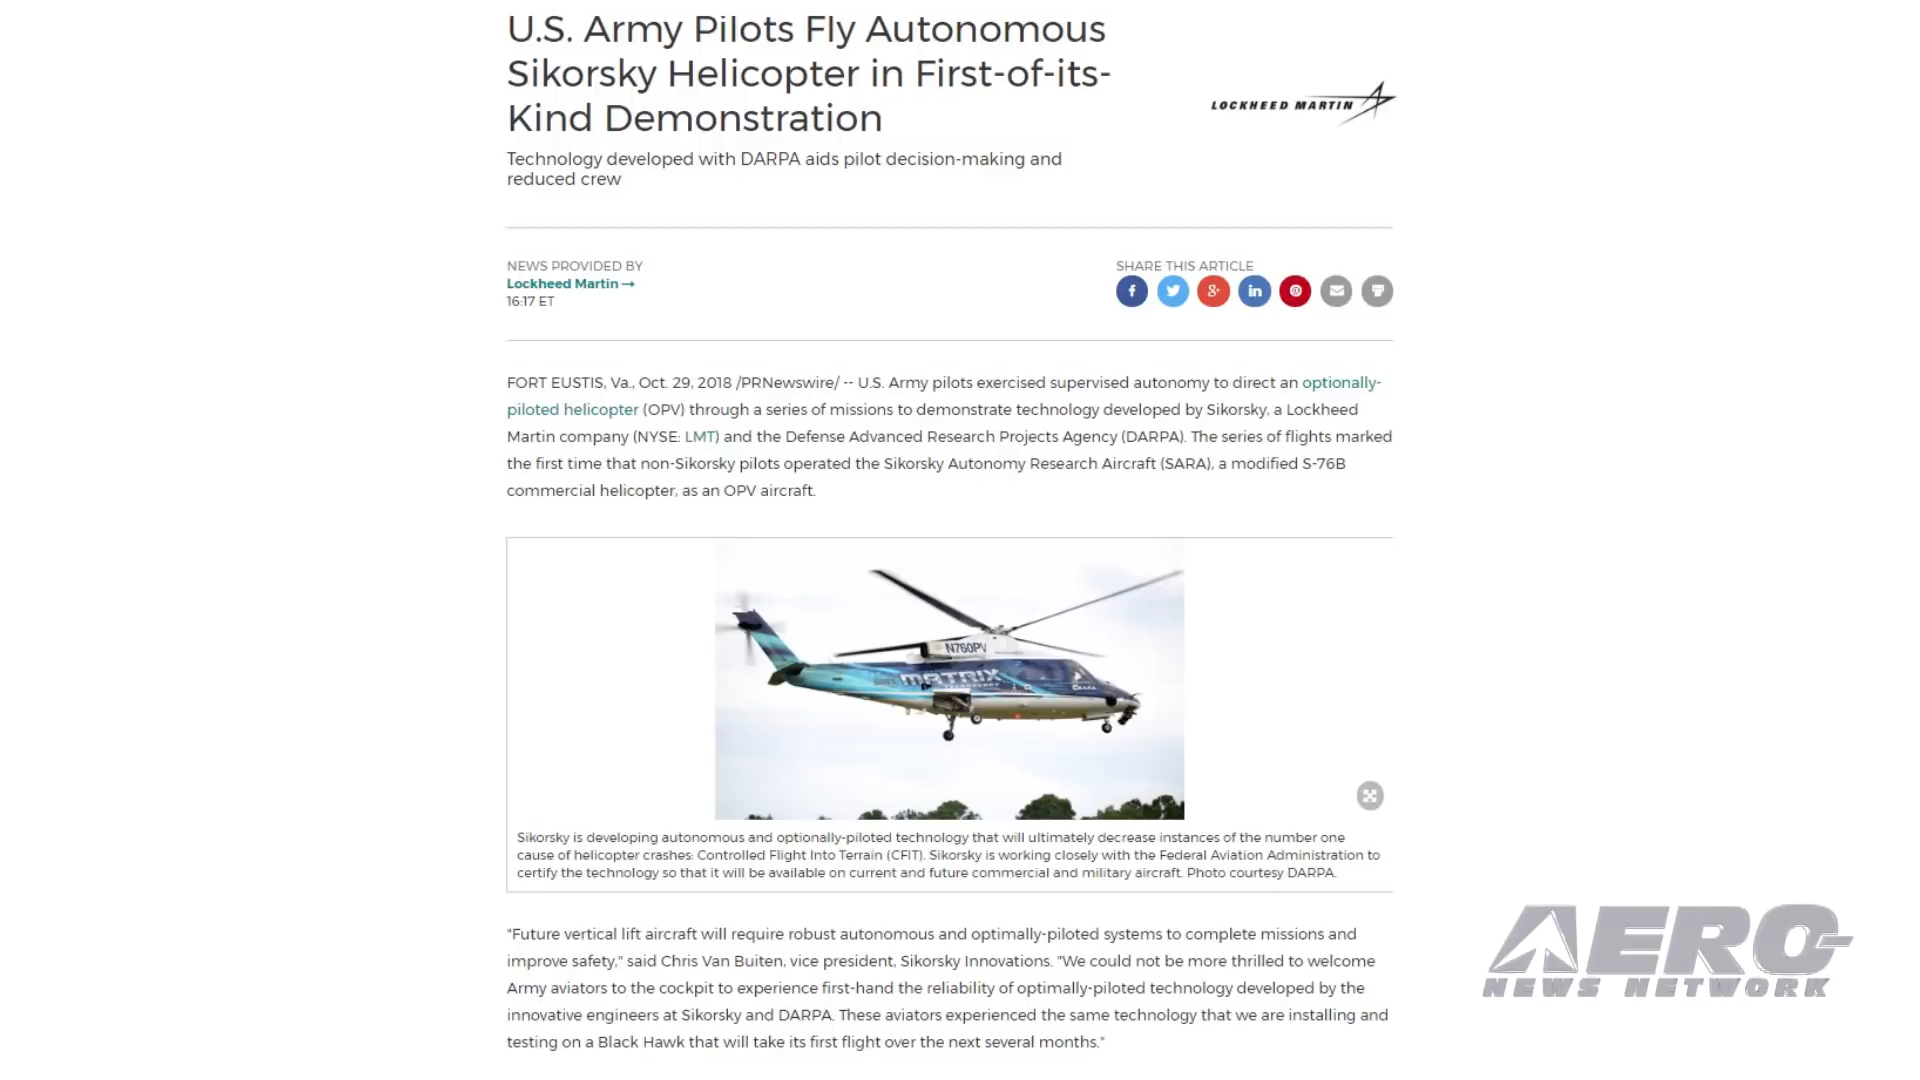 U.S. Army Pilots Fly Autonomous
Sikorsky Helicopter in First-of-its-
Kind Demonstration
LOCKHEED MARTIN
Technology developed with DARPA aids pilot decision-making and
reduced crew
NEWS PROVIDED BY
Lockheed Martin →
16:17 ET
SHARE THIS ARTICLE
FORT EUSTIS, Va., Oct. 29, 2018 /PRNewswire/ -- U.S. Army pilots exercised supervised autonomy to direct an optionally-
piloted helicopter (OPV) through a series of missions to demonstrate technology developed by Sikorsky, a Lockheed
Martin company (NYSE: LMT) and the Defense Advanced Research Projects Agency (DARPA). The series of flights marked
the first time that non-Sikorsky pilots operated the Sikorsky Autonomy Research Aircraft (SARA), a modified S-76B
commercial helicopter, as an OPV aircraft.
N760PV
MATRIX
TECHNOLOGY
SARA
Sikorsky is developing autonomous and optionally-piloted technology that will ultimately decrease instances of the number one
cause of helicopter crashes: Controlled Flight Into Terrain (CFIT). Sikorsky is working closely with the Federal Aviation Administration to
certify the technology so that it will be available on current and future commercial and military aircraft. Photo courtesy DARPA.
"Future vertical lift aircraft will require robust autonomous and optimally-piloted systems to complete missions and
improve safety," said Chris Van Buiten, vice president, Sikorsky Innovations. "We could not be more thrilled to welcome
Army aviators to the cockpit to experience first-hand the reliability of optimally-piloted technology developed by the
innovative engineers at Sikorsky and DARPA. These aviators experienced the same technology that we are installing and
testing on a Black Hawk that will take its first flight over the next several months."
AERO-
NEWS NETWORK